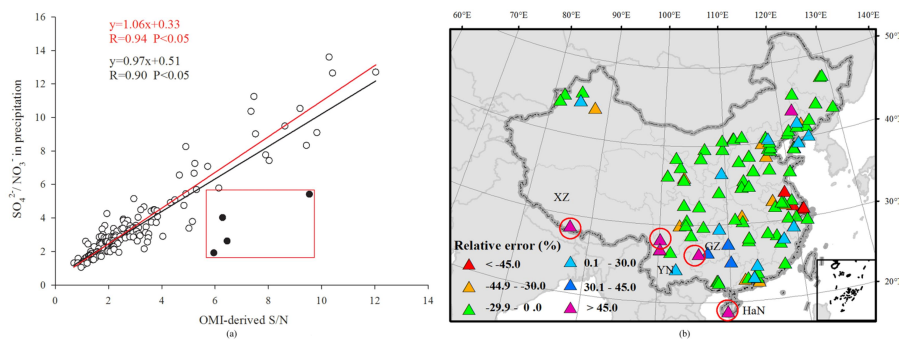 (a)
y=1.06x+0.33
R=0.94 P<0.05
y=0.97x+0.51
R=0.90 P<0.05
SO₄²⁻/ NO₃⁻ in precipitation
16
14
12
10
8
6
4
2
0
0 2 4 6 8 10 12 14
OMI-derived S/N
(a)
60°E 70°E 80°E 90°E 100°E 110°E 120°E 130°E 140°E
(b)
50°N
40°N
30°N
20°N
XZ
GZ
YN
HaN
Relative error (%)
< -45.0
-44.9 - -30.0
-29.9 - 0 .0
0.1 - 30.0
30.1 - 45.0
> 45.0
(b)